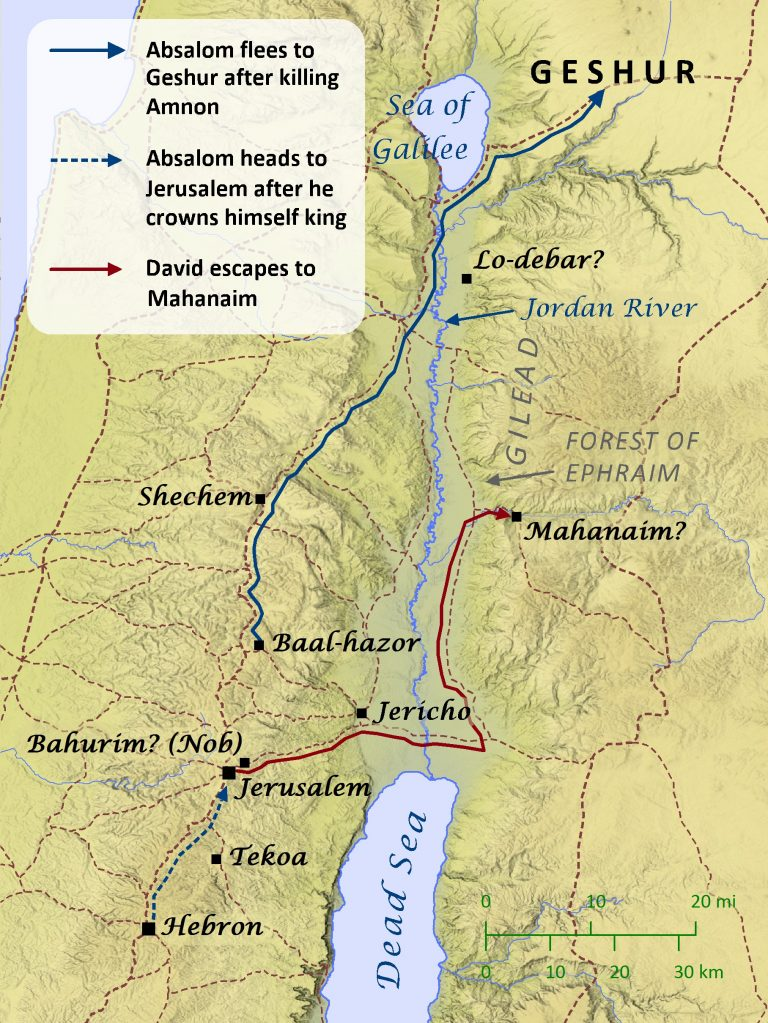 Absalom flees to
Geshur after killing
Amnon
Absalom heads to
Jerusalem after he
crowns himself king
David escapes to
Mahanaim
GESHUR
Sea of
Galilee
Lo-debar?
Jordan River
GILEAD
FOREST OF
EPHRAIM
Shechem
Mahanaim?
Baal-hazor
Jericho
Bahurim? (Nob)
Jerusalem
Tekoa
Hebron
Dead Sea
0 10 20 mi
0 10 20 30 km